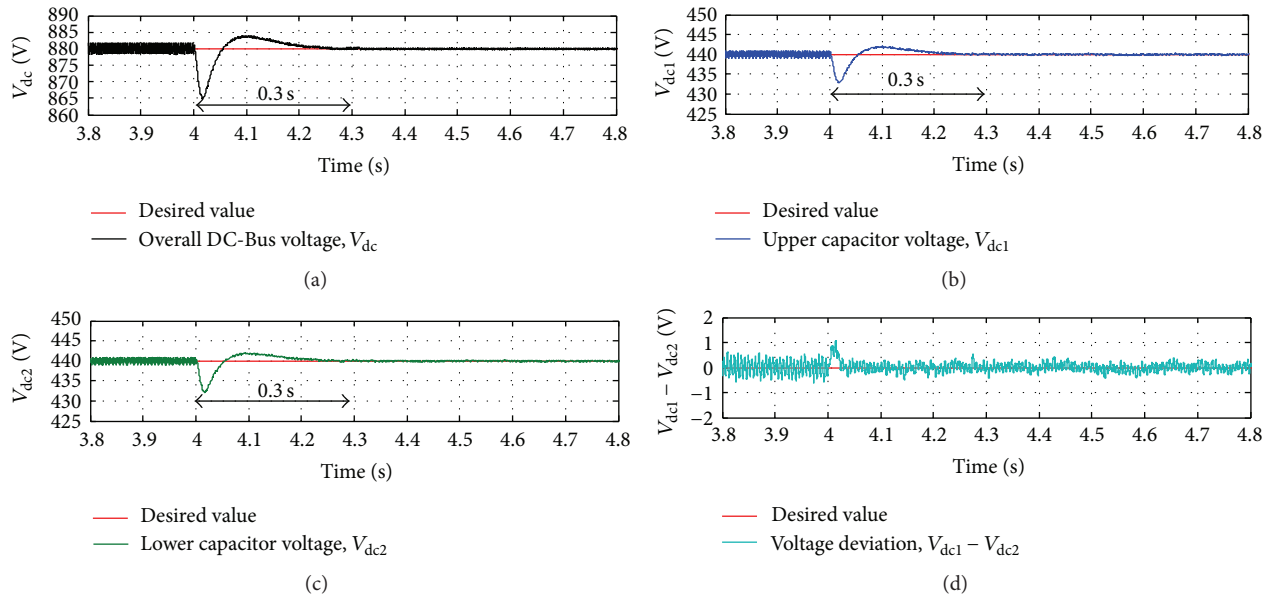 890
885
880
875
870
865
860
V_dc (V)
0.3 s
3.8 3.9 4 4.1 4.2 4.3 4.4 4.5 4.6 4.7 4.8
Time (s)
Desired value
Overall DC-Bus voltage, V_dc
(a)
450
445
440
435
430
425
V_dc1 (V)
0.3 s
3.8 3.9 4 4.1 4.2 4.3 4.4 4.5 4.6 4.7 4.8
Time (s)
Desired value
Upper capacitor voltage, V_dc1
(b)
450
445
440
435
430
425
V_dc2 (V)
0.3 s
3.8 3.9 4 4.1 4.2 4.3 4.4 4.5 4.6 4.7 4.8
Time (s)
Desired value
Lower capacitor voltage, V_dc2
(c)
2
1
0
−1
−2
V_dc1 − V_dc2 (V)
3.8 3.9 4 4.1 4.2 4.3 4.4 4.5 4.6 4.7 4.8
Time (s)
Desired value
Voltage deviation, V_dc1 − V_dc2
(d)